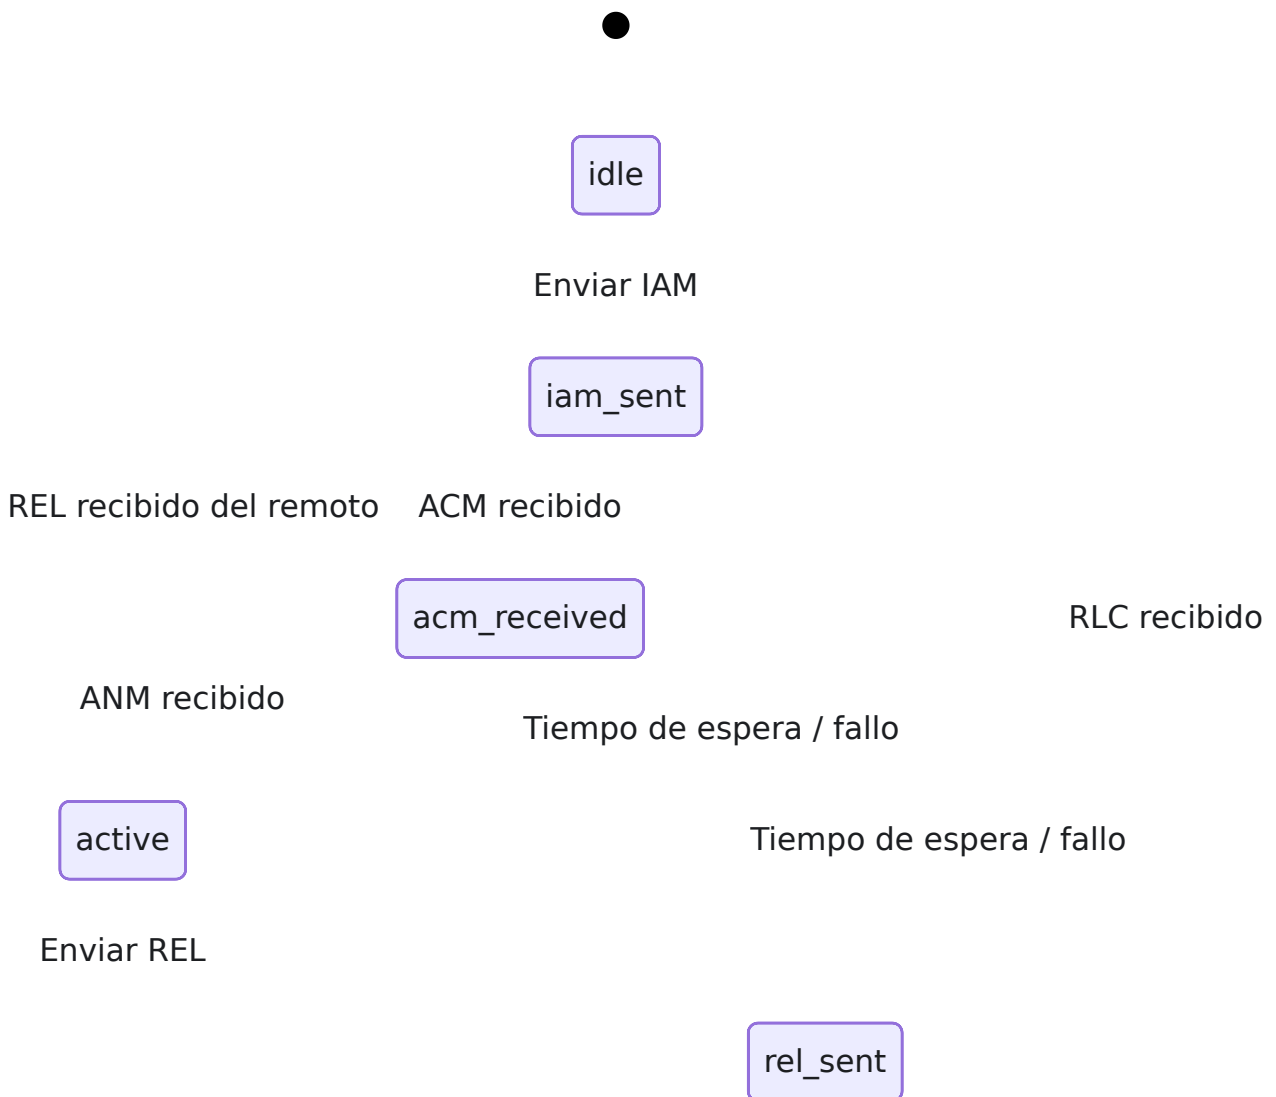 idle
Enviar IAM
iam_sent
REL recibido del remoto
ACM recibido
acm_received
RLC recibido
ANM recibido
Tiempo de espera / fallo
active
Tiempo de espera / fallo
Enviar REL
rel_sent